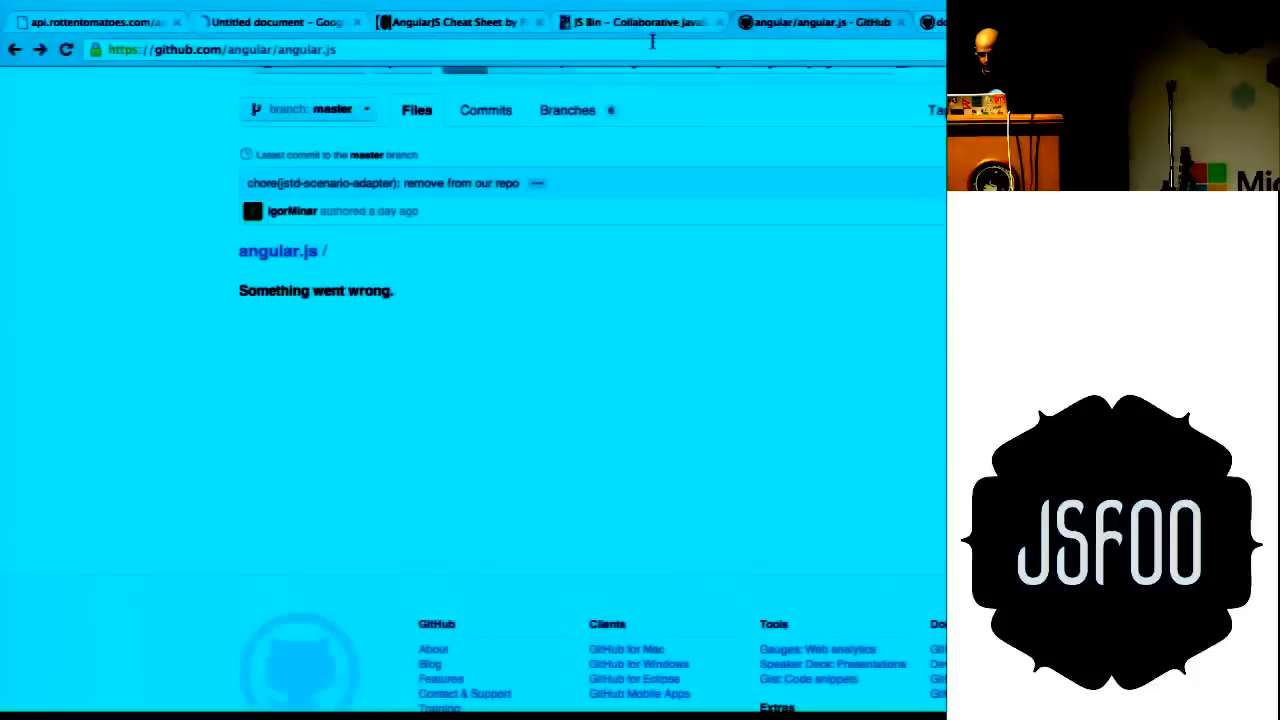 api.rottentomatoes.com/a
Untitled document – Goog
AngularJS Cheat Sheet by
JS Bin – Collaborative JavaS
angular/angular.js · GitHub
https://github.com/angular/angular.js
branch: master
Files
Commits
Branches 6
Latest commit to the master branch
chore(jstd-scenario-adapter): remove from our repo
IgorMinar authored a day ago
angular.js /
Something went wrong.
GitHub
About
Blog
Features
Contact & Support
Training
Clients
GitHub for Mac
GitHub for Windows
GitHub for Eclipse
GitHub Mobile Apps
Tools
Gauges: Web analytics
Speaker Deck: Presentations
Gist: Code snippets
Extras
JSFOO